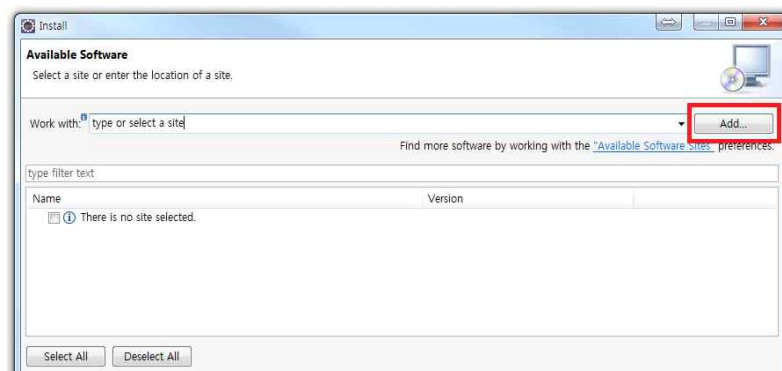 Install
Available Software
Select a site or enter the location of a site.
Work with: type or select a site Add...
Find more software by working with the "Available Software Sites" preferences.
type filter text
Name Version
There is no site selected.
Select All Deselect All